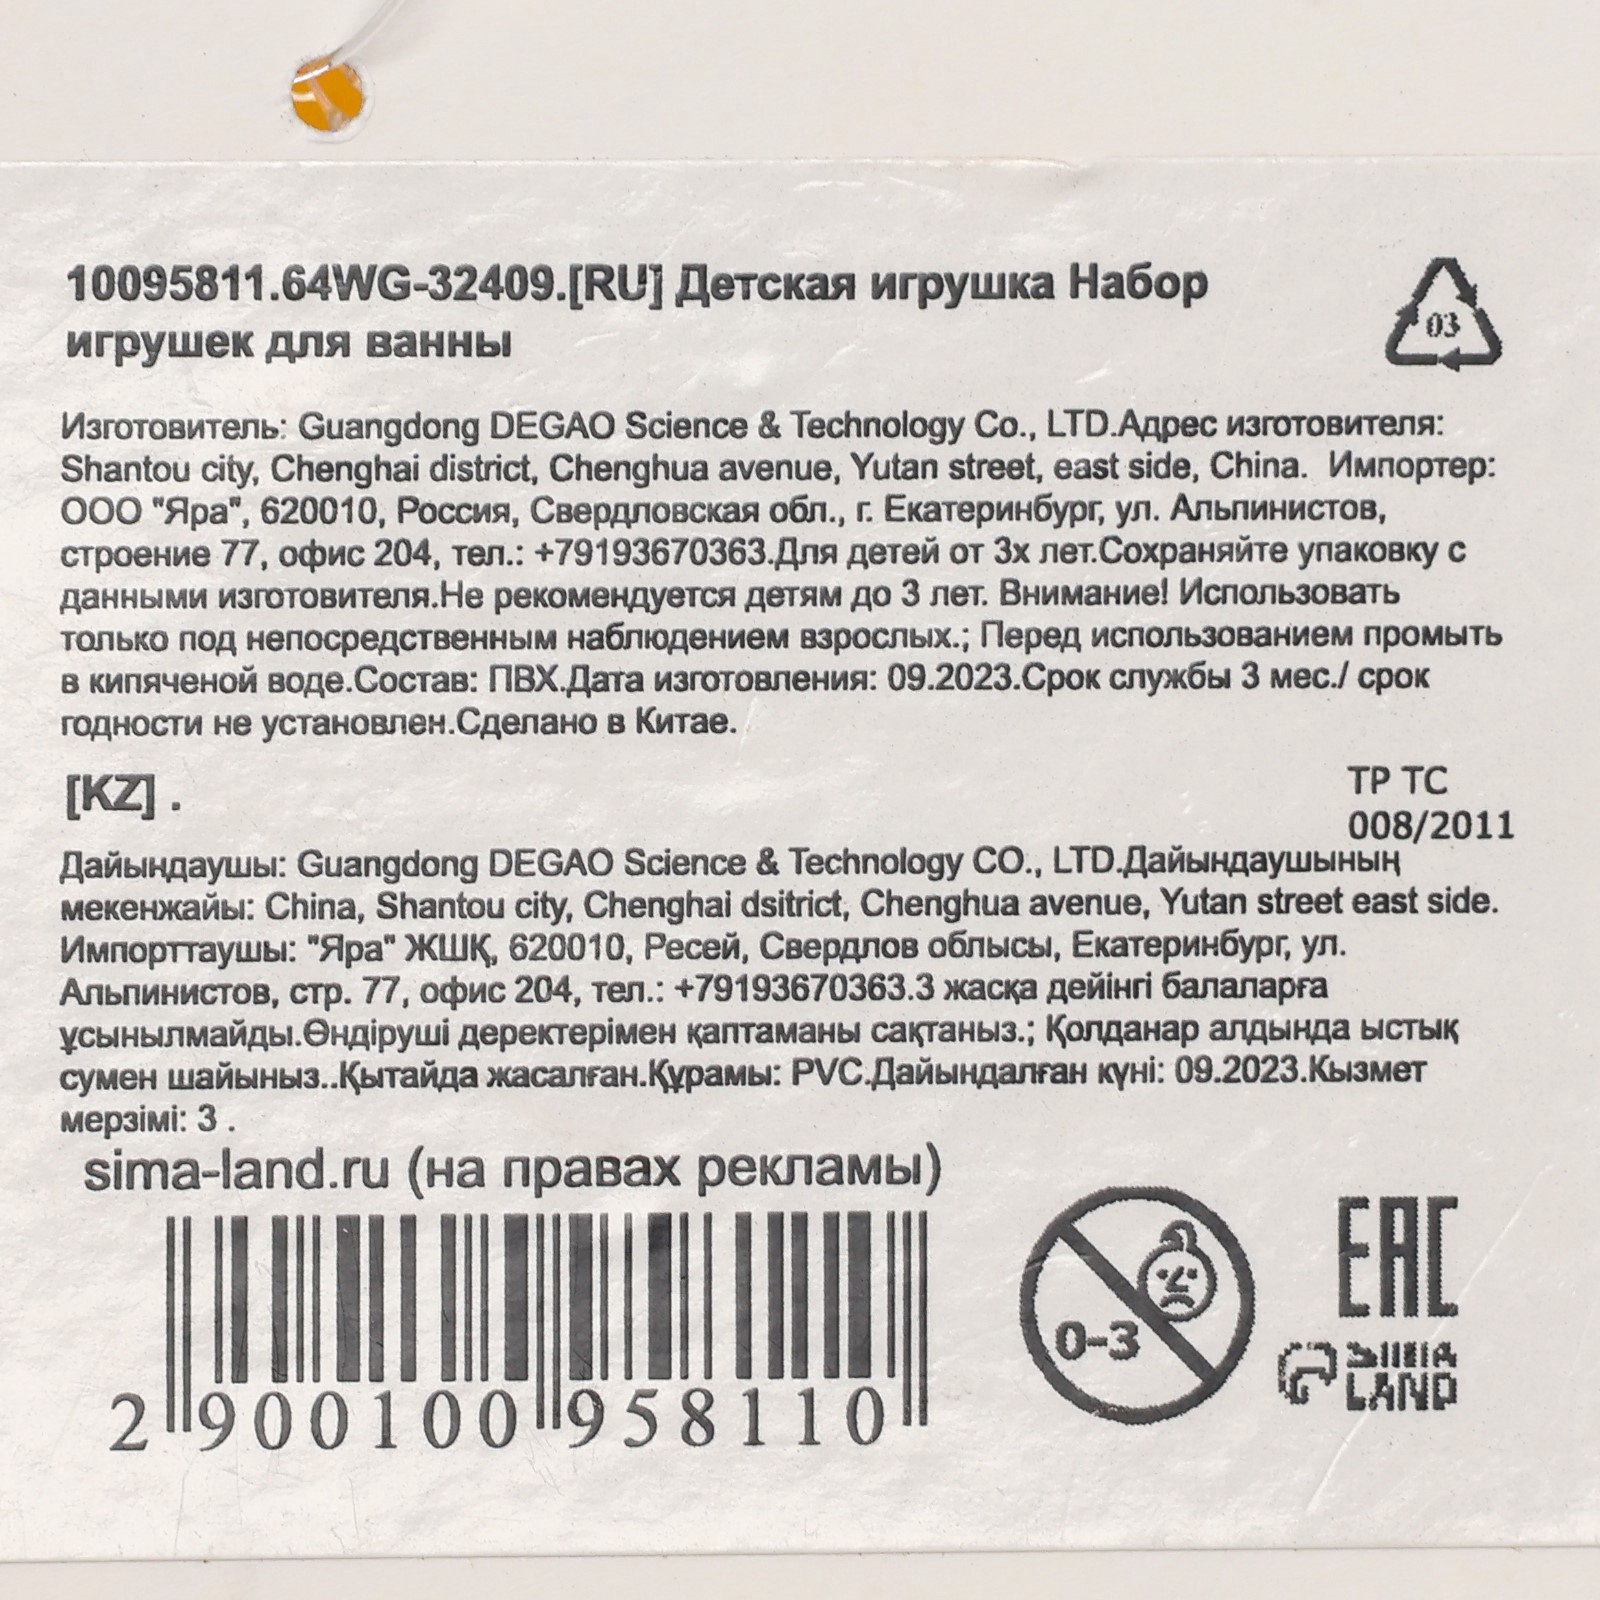 10095811.64WG-32409.[RU] Детская игрушка Набор
игрушек для ванны
03
Изготовитель: Guangdong DEGAO Science & Technology Co., LTD.Адрес изготовителя:
Shantou city, Chenghai district, Chenghua avenue, Yutan street, east side, China. Импортер:
ООО "Яра", 620010, Россия, Свердловская обл., г. Екатеринбург, ул. Альпинистов,
строение 77, офис 204, тел.: +79193670363.Для детей от 3х лет.Сохраняйте упаковку с
данными изготовителя.Не рекомендуется детям до 3 лет. Внимание! Использовать
только под непосредственным наблюдением взрослых.; Перед использованием промыть
в кипяченой воде.Состав: ПВХ.Дата изготовления: 09.2023.Срок службы 3 мес./ срок
годности не установлен.Сделано в Китае.
[KZ] .
ТР ТС
008/2011
Дайындаушы: Guangdong DEGAO Science & Technology CO., LTD.Дайындаушының
мекенжайы: China, Shantou city, Chenghai dsitrict, Chenghua avenue, Yutan street east side.
Импорттаушы: "Яра" ЖШҚ, 620010, Ресей, Свердлов облысы, Екатеринбург, ул.
Альпинистов, стр. 77, офис 204, тел.: +79193670363.3 жасқа дейінгі балаларға
ұсынылмайды.Өндіруші деректерімен қаптаманы сақтаңыз.; Қолданар алдында ыстық
сумен шайыңыз..Қытайда жасалған.Құрамы: PVC.Дайындалған күні: 09.2023.Кызмет
мерзімі: 3 .
sima-land.ru (на правах рекламы)
2 900100 958110
0-3
EAC
SIMA
LAND